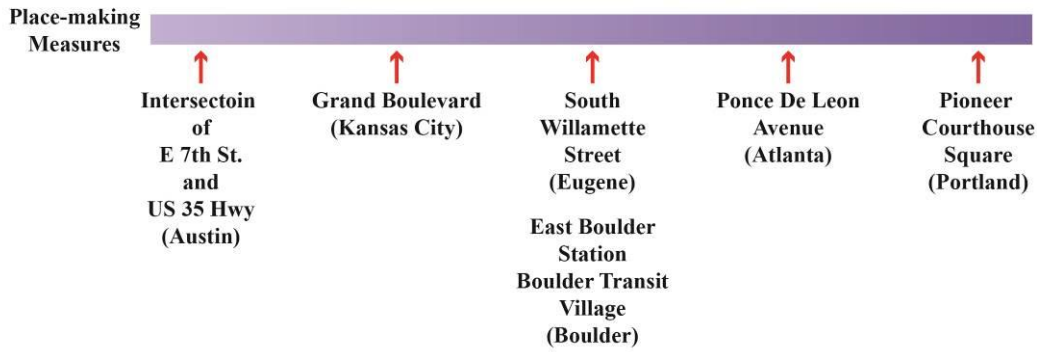 Place-making
Measures
Intersectoin
of
E 7th St.
and
US 35 Hwy
(Austin)
Grand Boulevard
(Kansas City)
South
Willamette
Street
(Eugene)
East Boulder
Station
Boulder Transit
Village
(Boulder)
Ponce De Leon
Avenue
(Atlanta)
Pioneer
Courthouse
Square
(Portland)